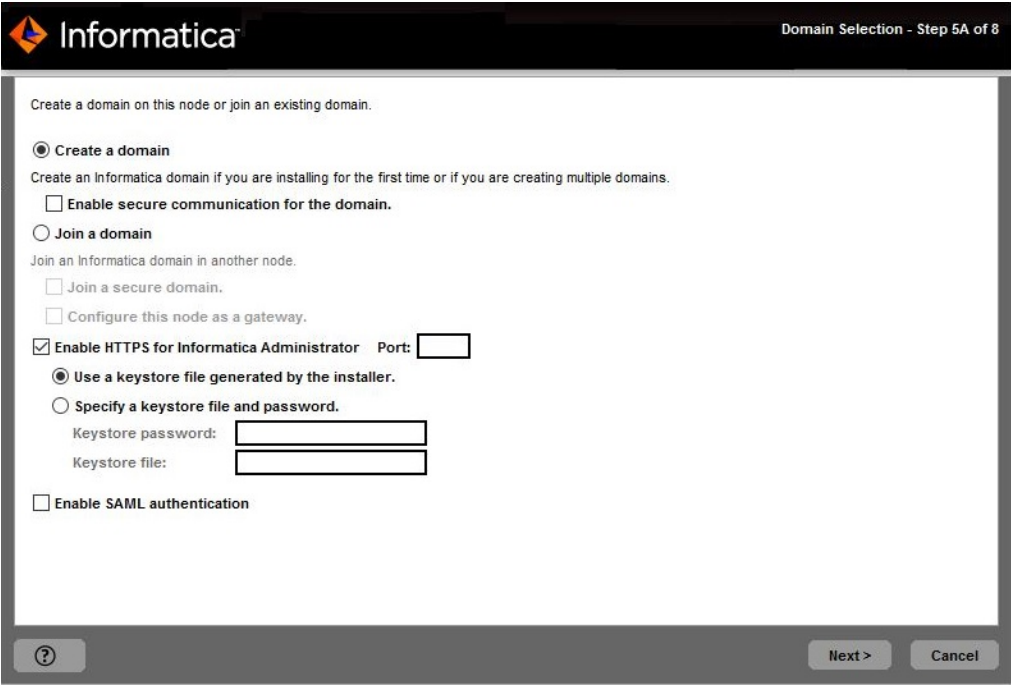 Informatica
Domain Selection - Step 5A of 8
Create a domain on this node or join an existing domain.
Create a domain
Create an Informatica domain if you are installing for the first time or if you are creating multiple domains.
Enable secure communication for the domain.
Join a domain
Join an Informatica domain in another node.
Join a secure domain.
Configure this node as a gateway.
Enable HTTPS for Informatica Administrator Port:
Use a keystore file generated by the installer.
Specify a keystore file and password.
Keystore password:
Keystore file:
Enable SAML authentication
?
Next >
Cancel